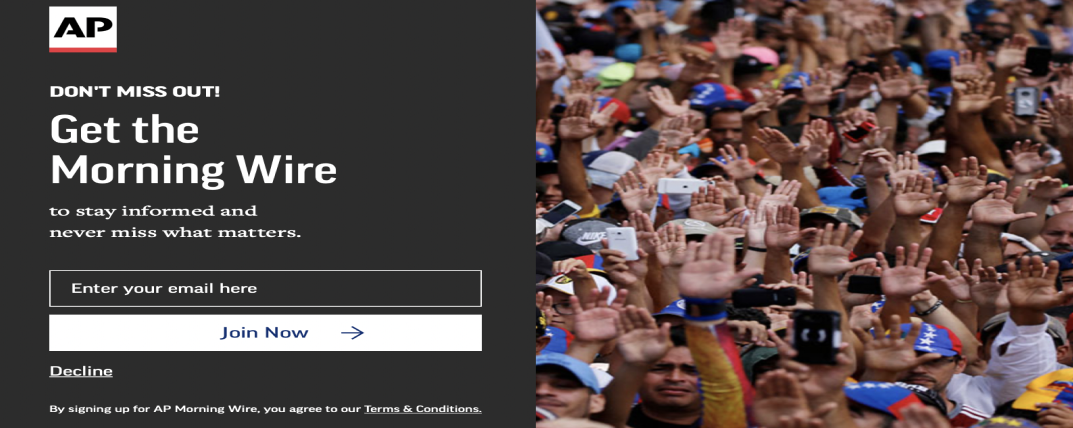 AP
DON'T MISS OUT!
Get the
Morning Wire
to stay informed and
never miss what matters.
Enter your email here
Join Now
Decline
By signing up for AP Morning Wire, you agree to our Terms & Conditions.
NIKE